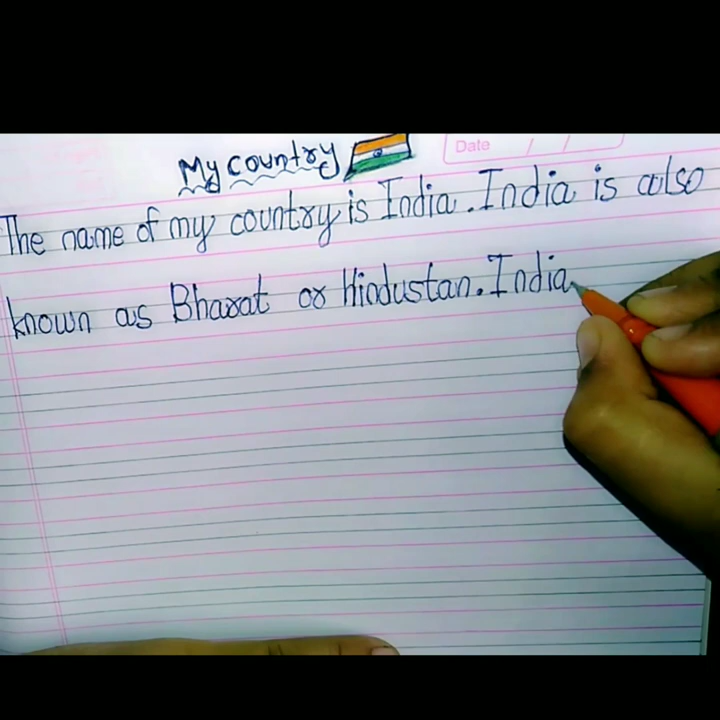 My country
Date / /
The name of my country is India. India is also
known as Bharat or Hindustan. India